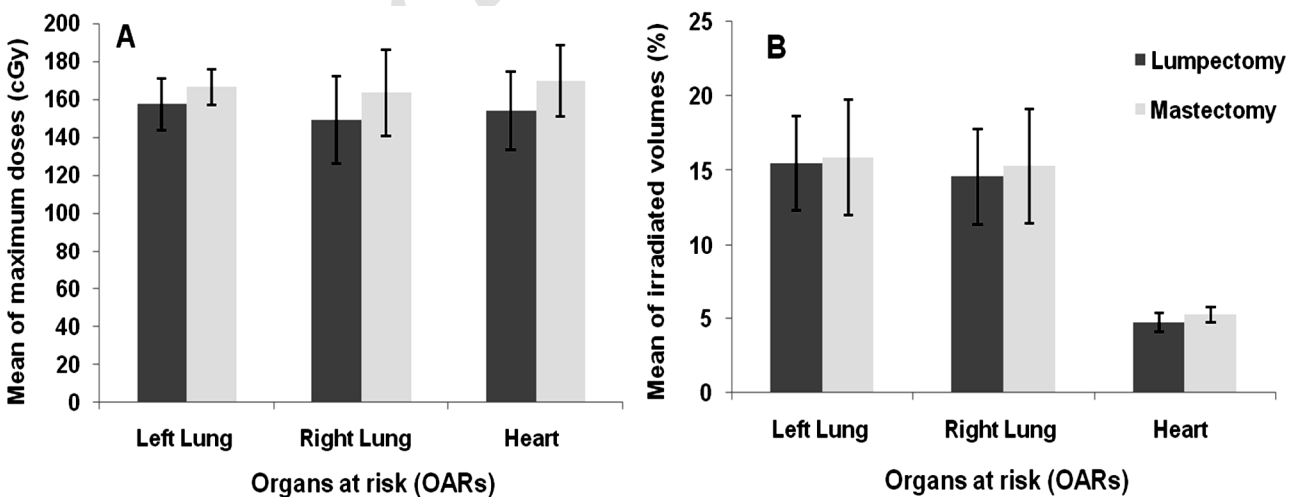 A
Mean of maximum doses (cGy)
200
180
160
140
120
100
80
60
40
20
0
Left Lung Right Lung Heart
Organs at risk (OARs)
B
Mean of irradiated volumes (%)
25
20
15
10
5
0
Lumpectomy
Mastectomy
Left Lung Right Lung Heart
Organs at risk (OARs)